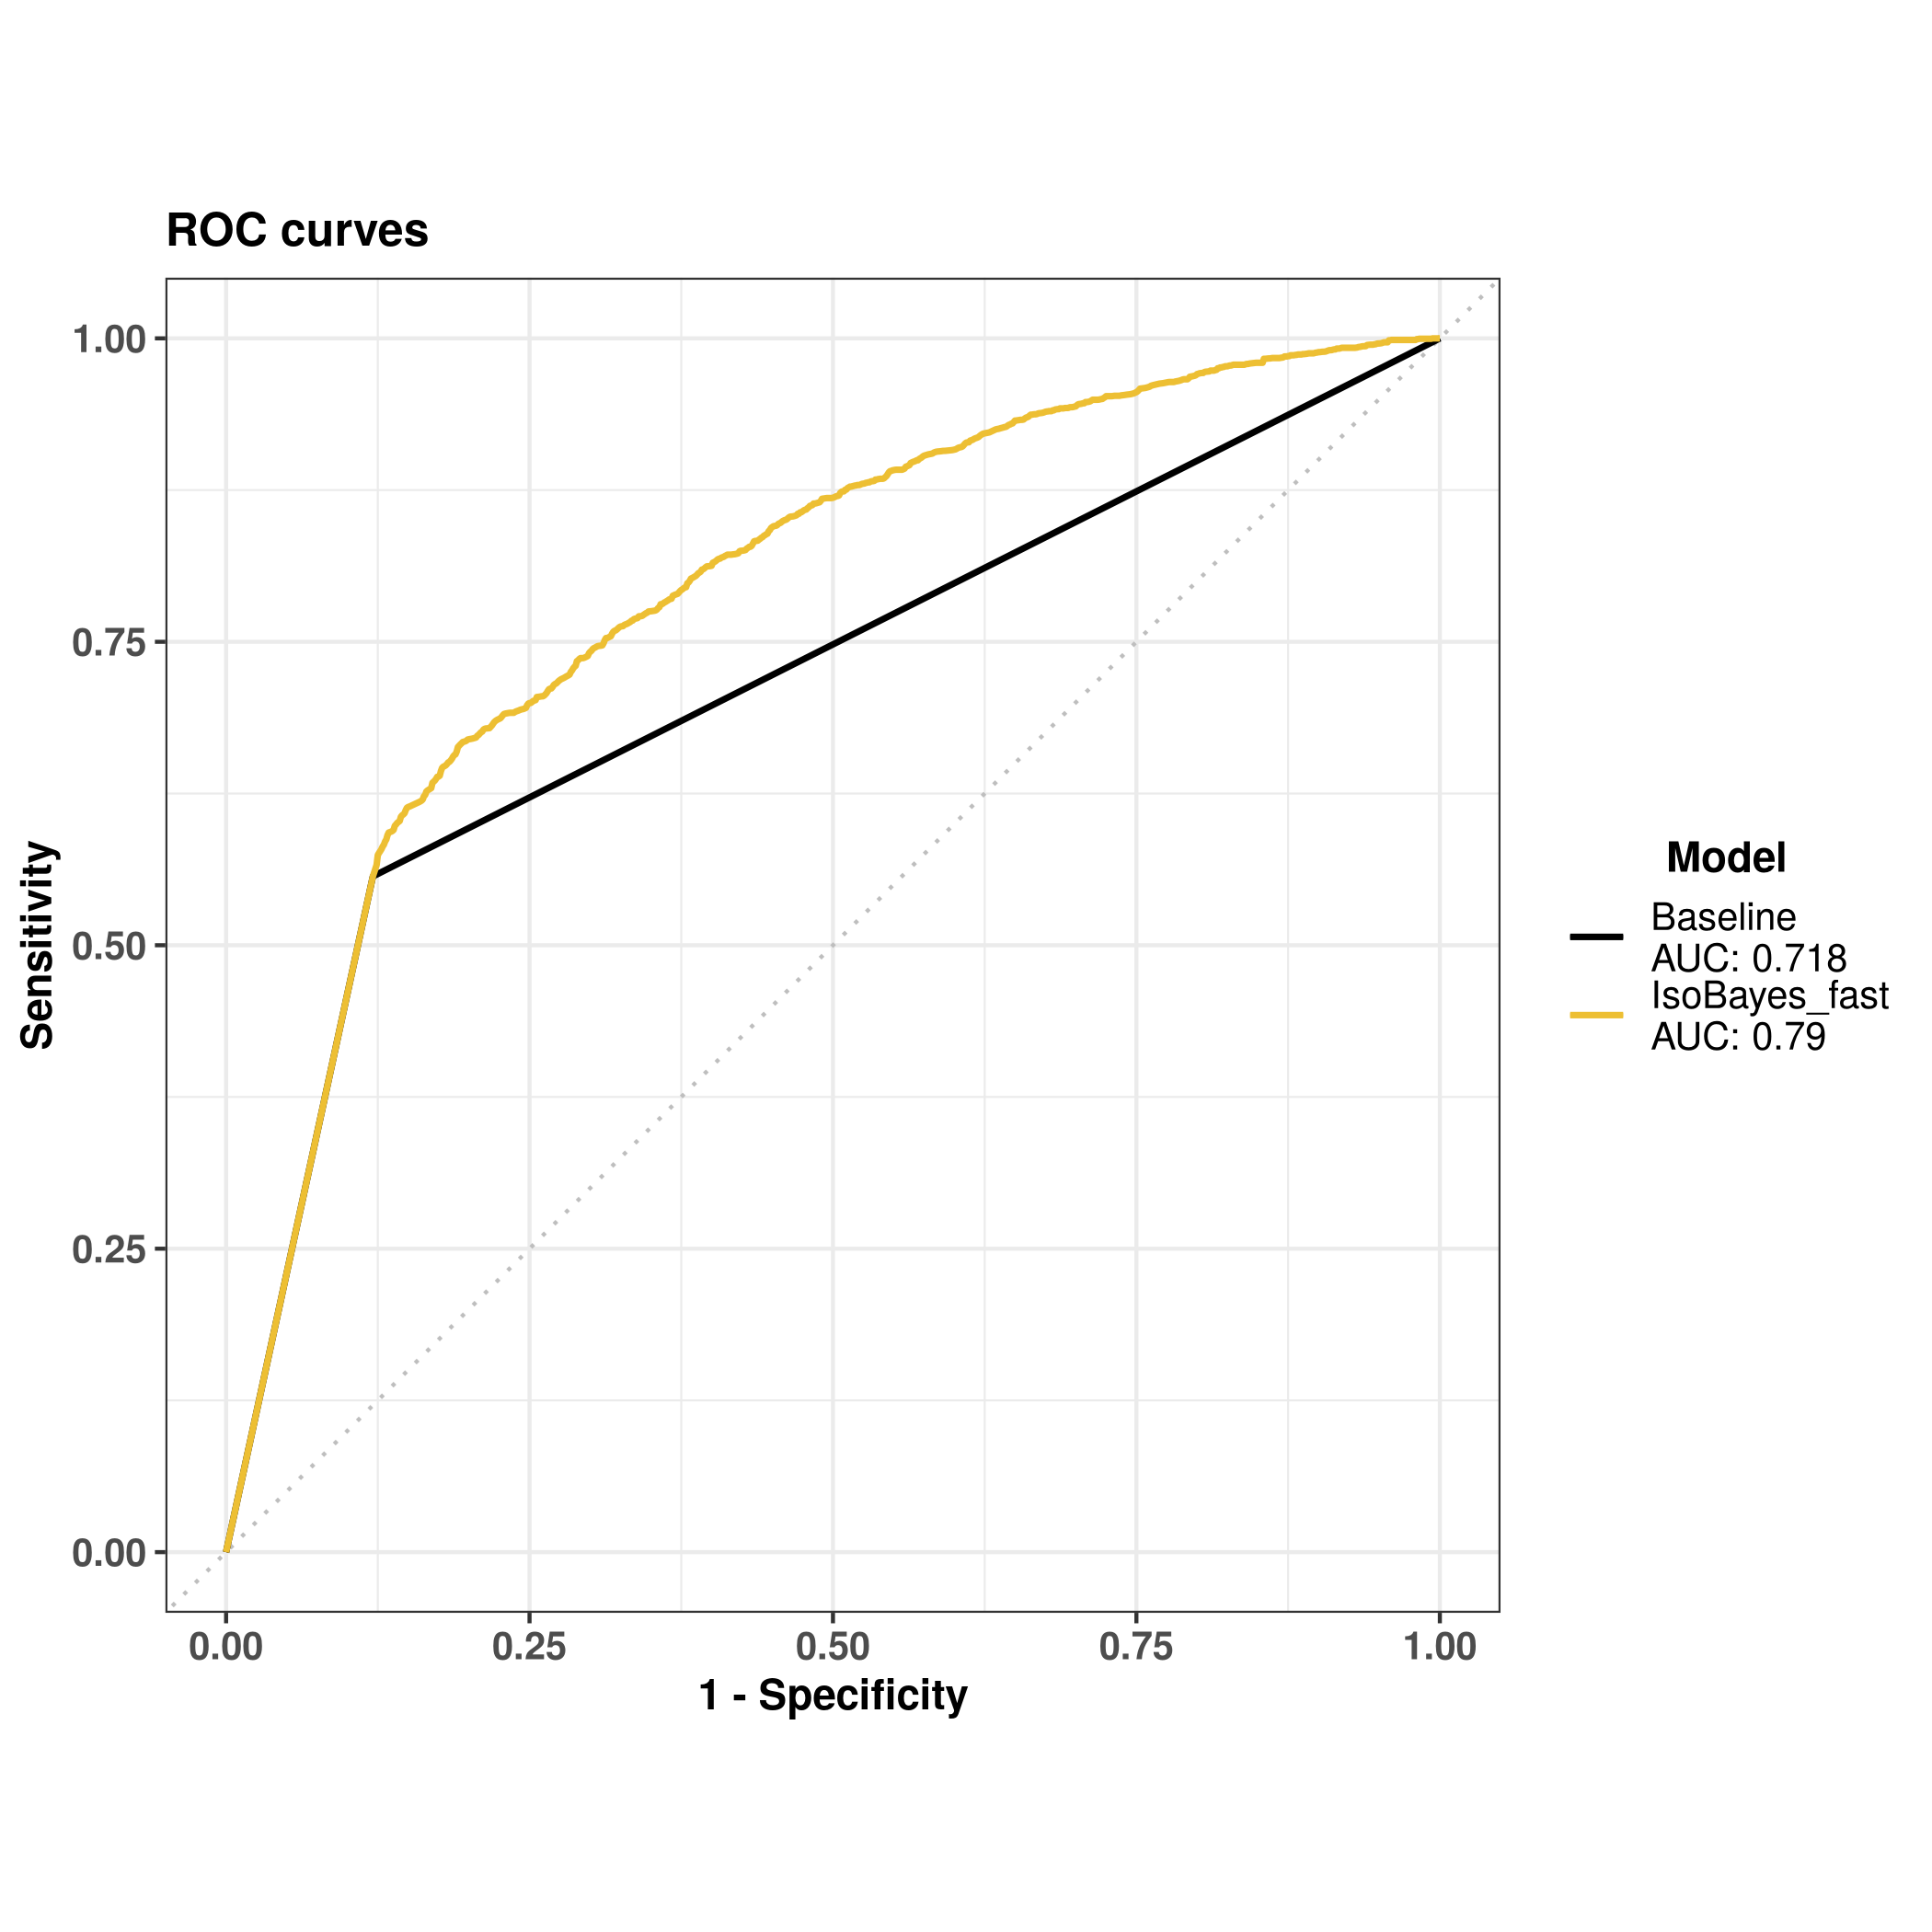 ROC curves
1.00
0.75
0.50
0.25
0.00
Sensitivity
0.00 0.25 0.50 0.75 1.00
1 - Specificity
Model
Baseline
AUC: 0.718
IsoBayes_fast
AUC: 0.79